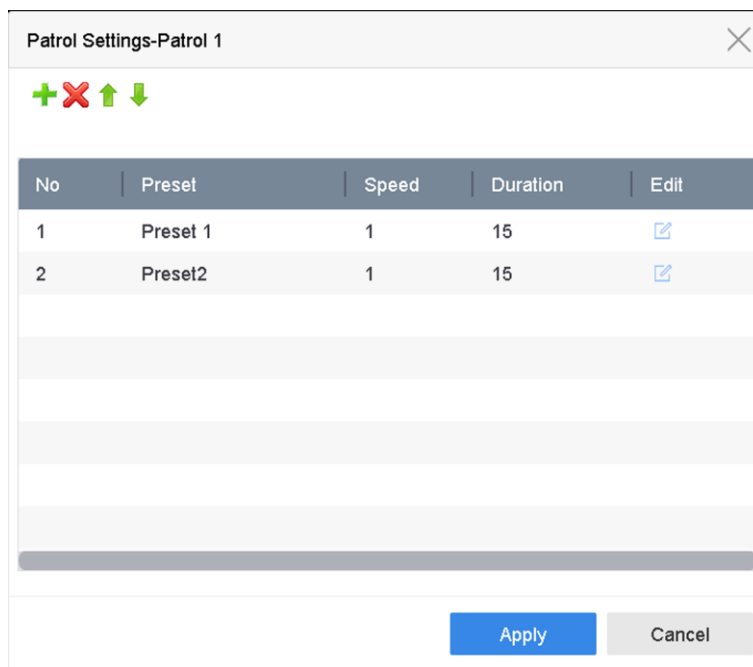 Patrol Settings-Patrol 1
No Preset Speed Duration Edit
1 Preset 1 1 15
2 Preset2 1 15
Apply Cancel